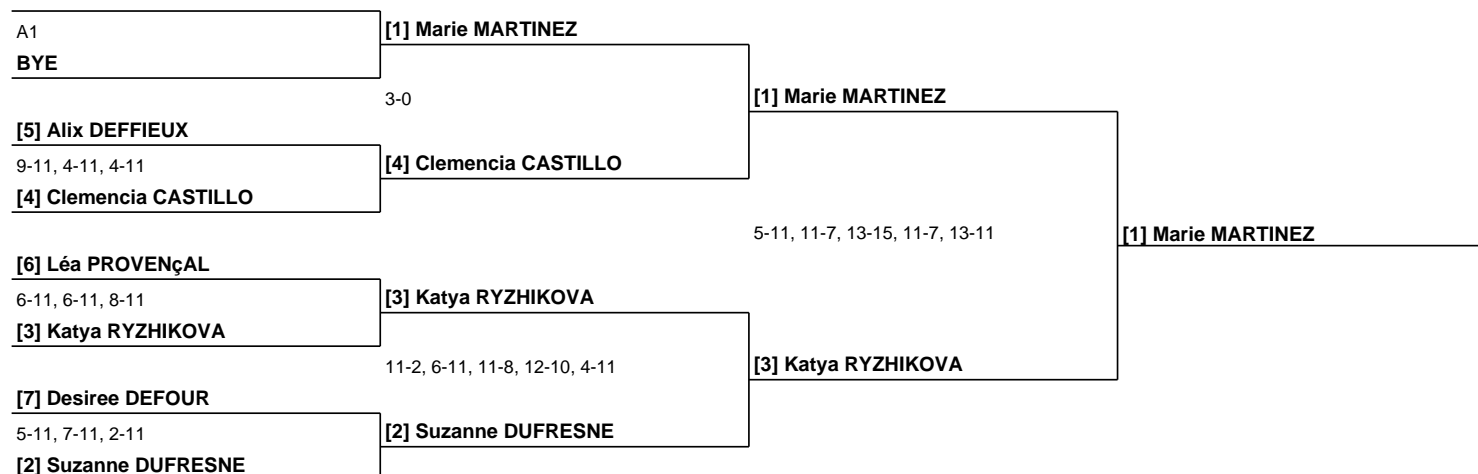 A1
BYE
[1] Marie MARTINEZ
3-0
[1] Marie MARTINEZ
[5] Alix DEFFIEUX
9-11, 4-11, 4-11
[4] Clemencia CASTILLO
[4] Clemencia CASTILLO
5-11, 11-7, 13-15, 11-7, 13-11
[1] Marie MARTINEZ
[6] Léa PROVENçAL
6-11, 6-11, 8-11
[3] Katya RYZHIKOVA
[3] Katya RYZHIKOVA
11-2, 6-11, 11-8, 12-10, 4-11
[3] Katya RYZHIKOVA
[7] Desiree DEFOUR
5-11, 7-11, 2-11
[2] Suzanne DUFRESNE
[2] Suzanne DUFRESNE